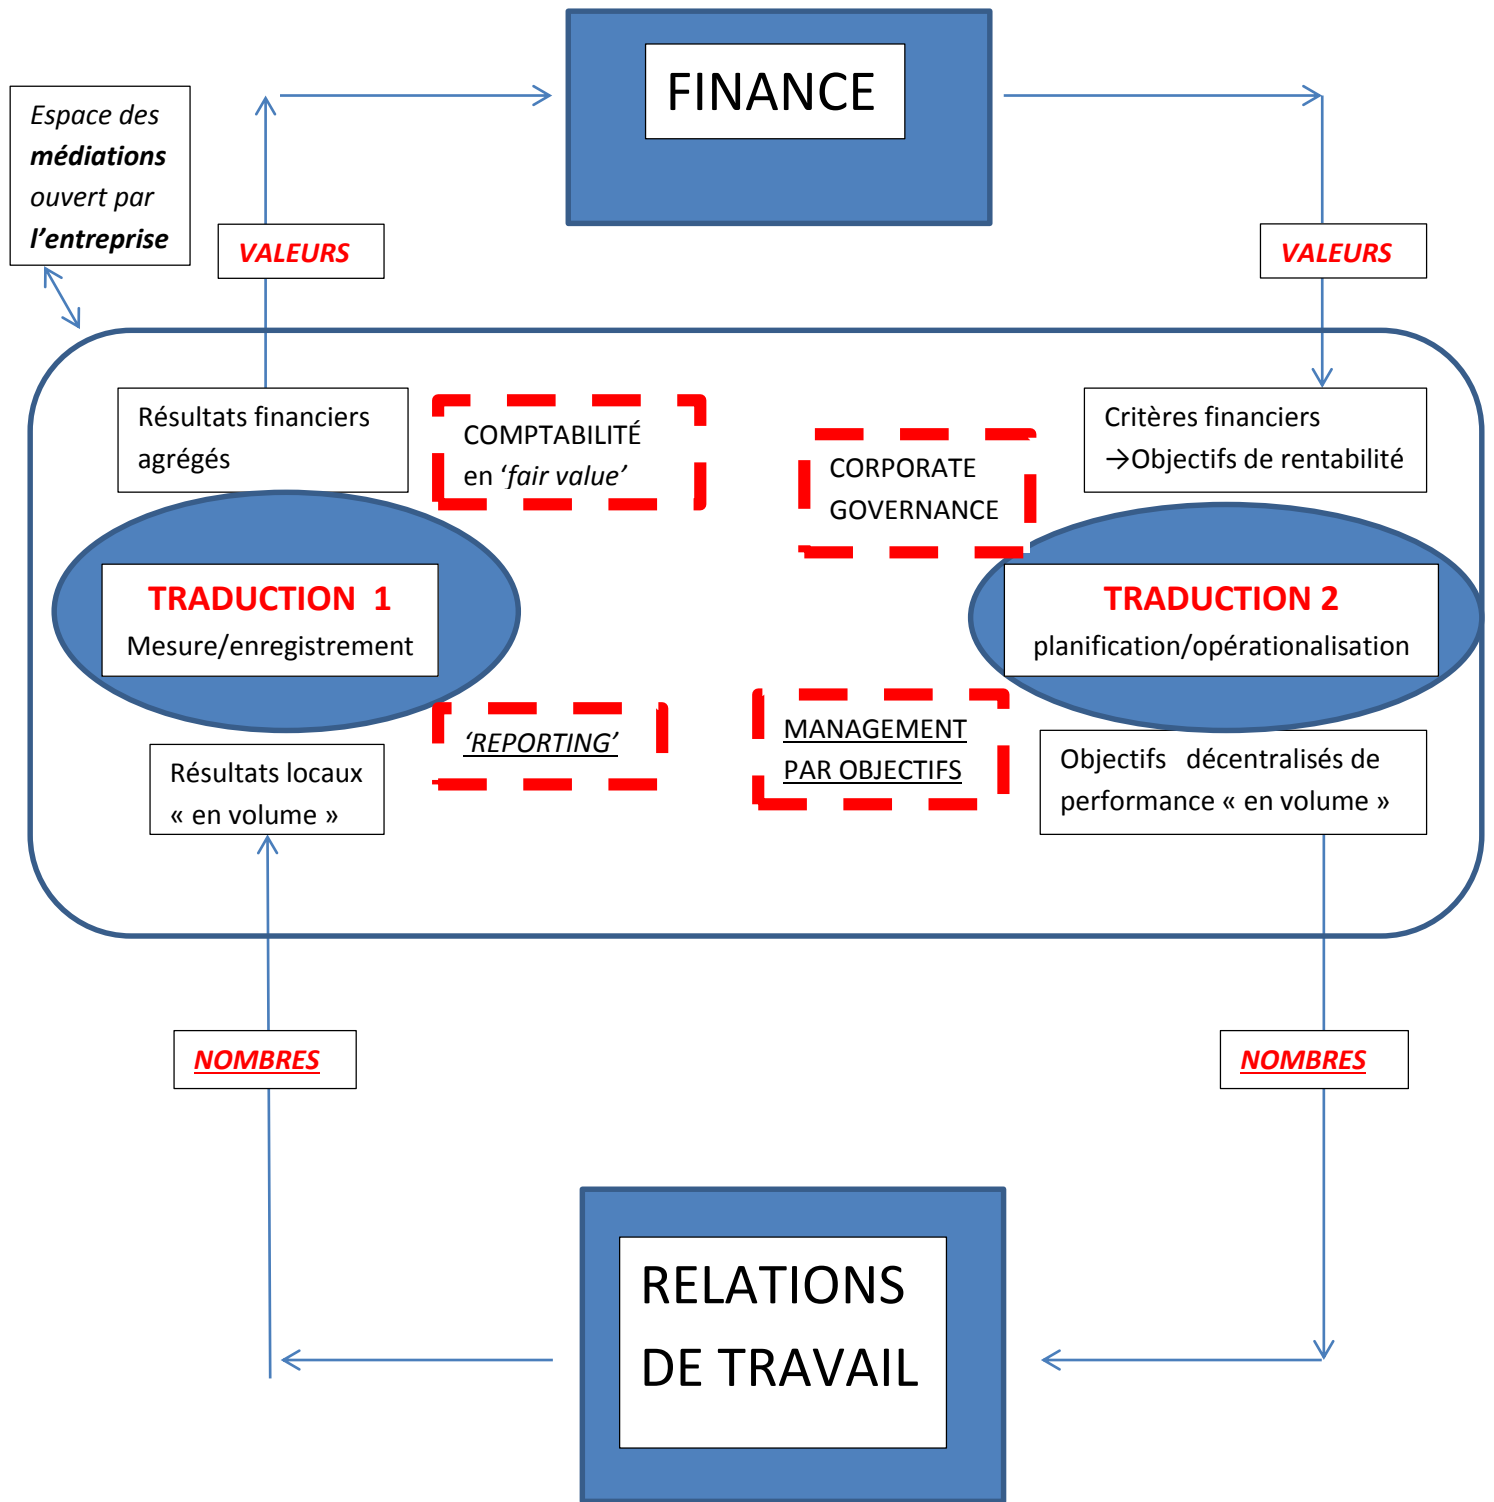 FINANCE
Espace des
médiations
ouvert par
l’entreprise
VALEURS
VALEURS
Résultats financiers
agrégés
COMPTABILITÉ
en ‘fair value’
CORPORATE
GOVERNANCE
Critères financiers
→Objectifs de rentabilité
TRADUCTION 1
Mesure/enregistrement
TRADUCTION 2
planification/opérationalisation
Résultats locaux
« en volume »
‘REPORTING’
MANAGEMENT
PAR OBJECTIFS
Objectifs décentralisés de
performance « en volume »
NOMBRES
NOMBRES
RELATIONS
DE TRAVAIL